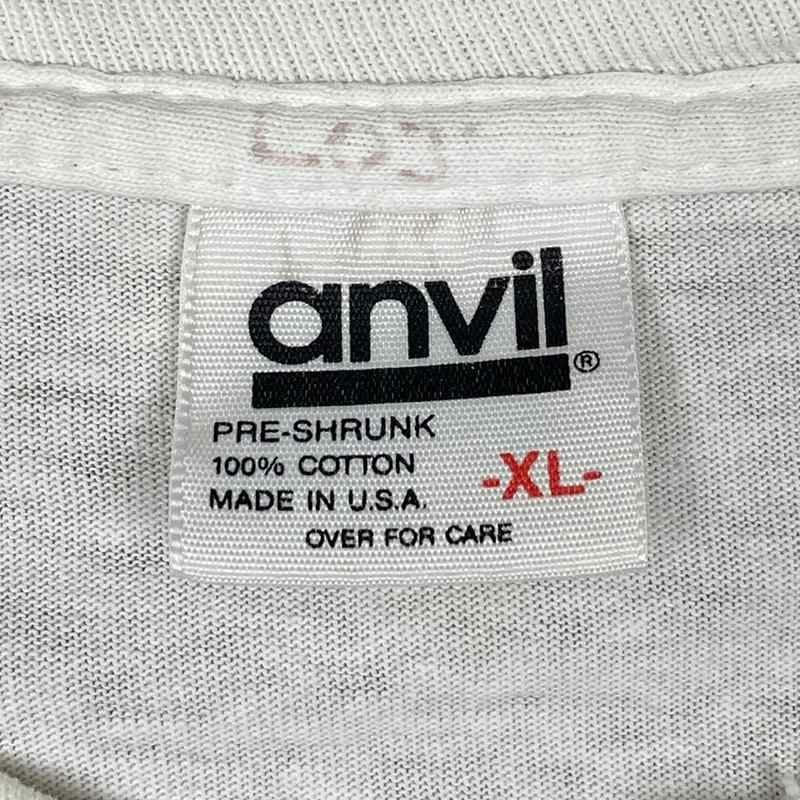 anvil®
PRE-SHRUNK
100% COTTON
MADE IN U.S.A.
-XL-
OVER FOR CARE